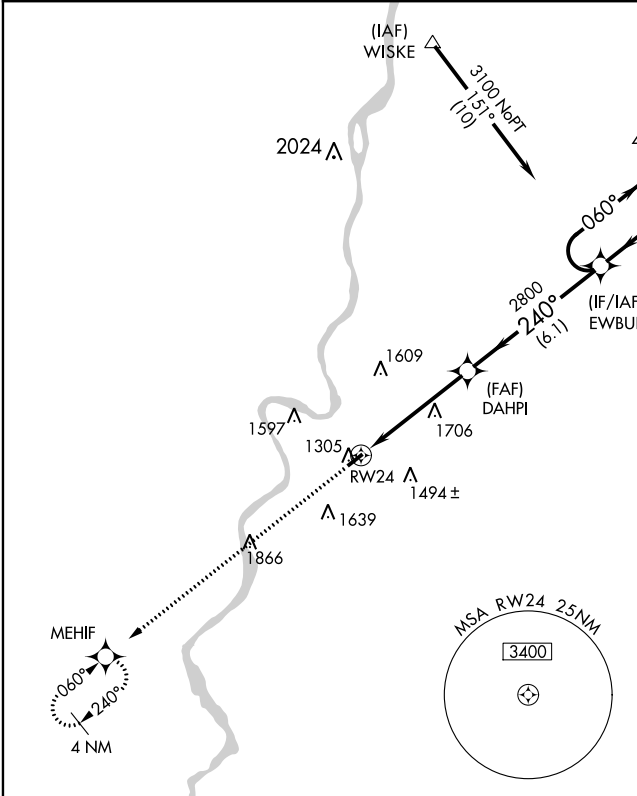 (IAF)
WISKE
3100 NoPT
151°
(10)
2024
060°
(IF/IAF
2800
240°
(6.1)
1609
(FAF)
DAHPI
1597
1706
1305
RW24
1494 ±
1639
1866
MSA RW24 25NM
3400
MEHIF
060°
240°
4 NM